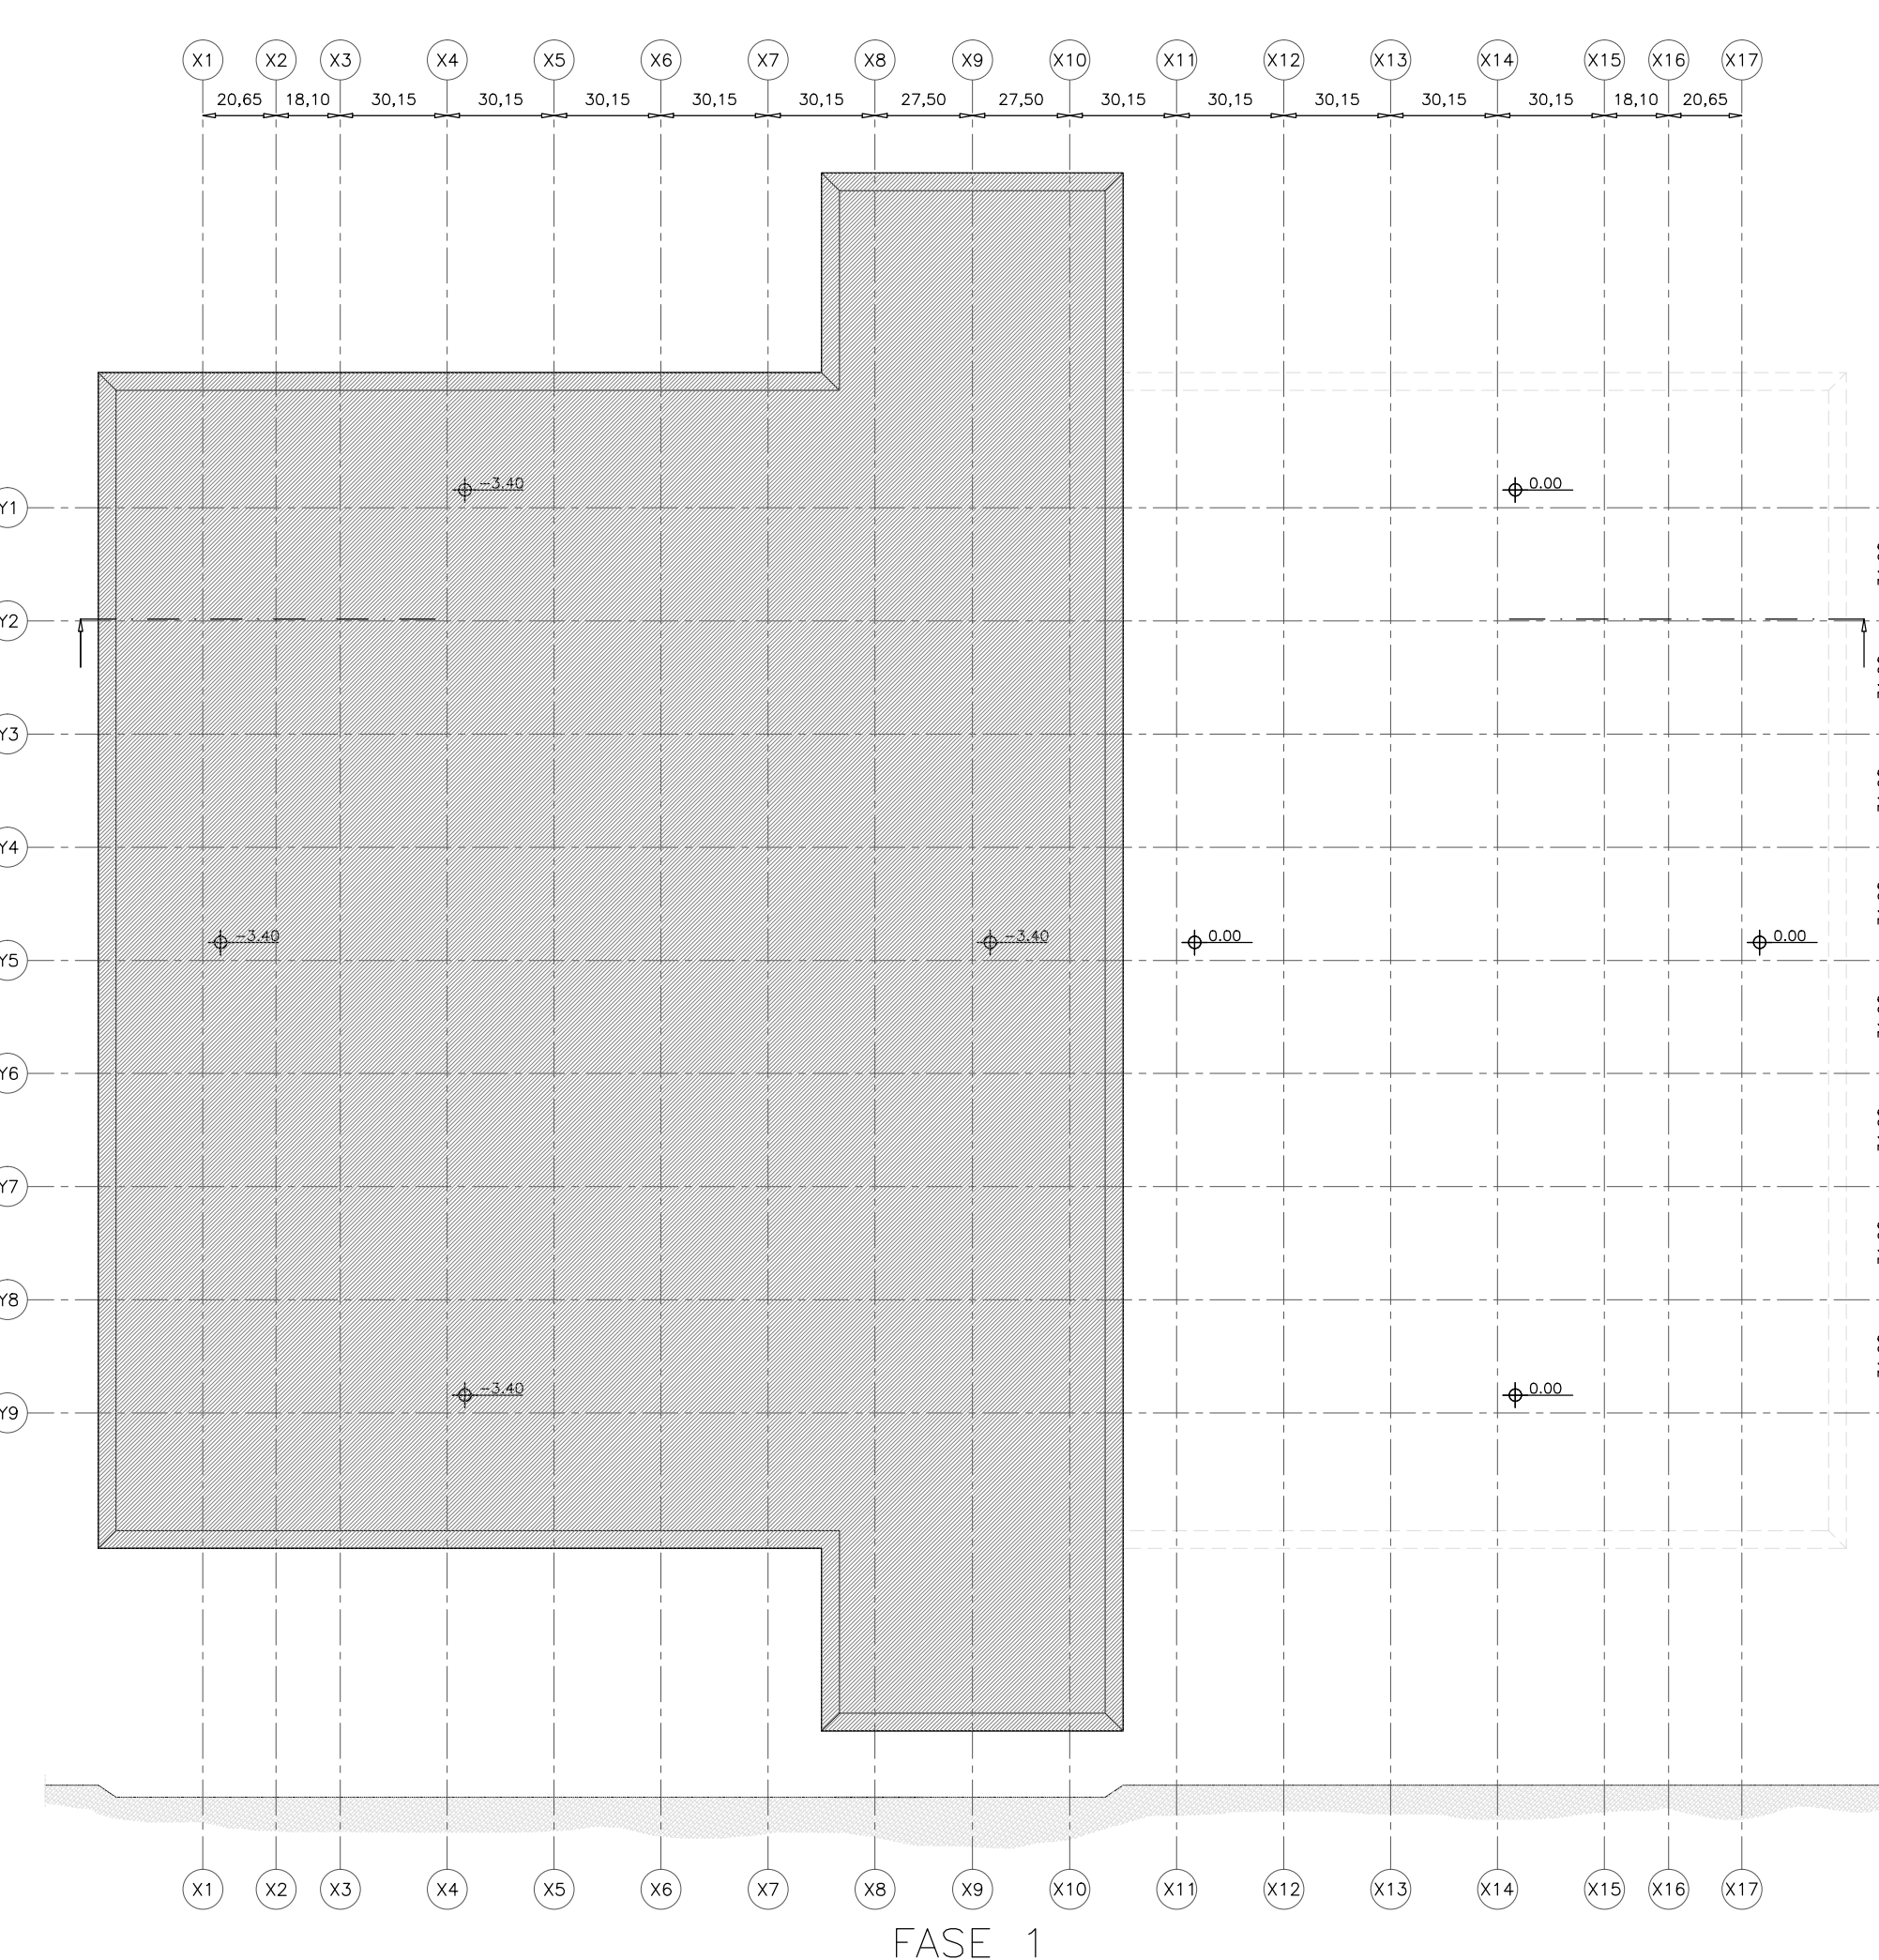 X1 X2 X3 X4 X5 X6 X7 X8 X9 X10 X11 X12 X13 X14 X15 X16 X17
20,65 18,10 30,15 30,15 30,15 30,15 30,15 27,50 27,50 30,15 30,15 30,15 30,15 30,15 18,10 20,65
-3.40 0.00
Y1
Y2
Y3
Y4
-3.40 -3.40 0.00 0.00
Y5
Y6
Y7
Y8
-3.40 0.00
Y9
X1 X2 X3 X4 X5 X6 X7 X8 X9 X10 X11 X12 X13 X14 X15 X16 X17
FASE 1